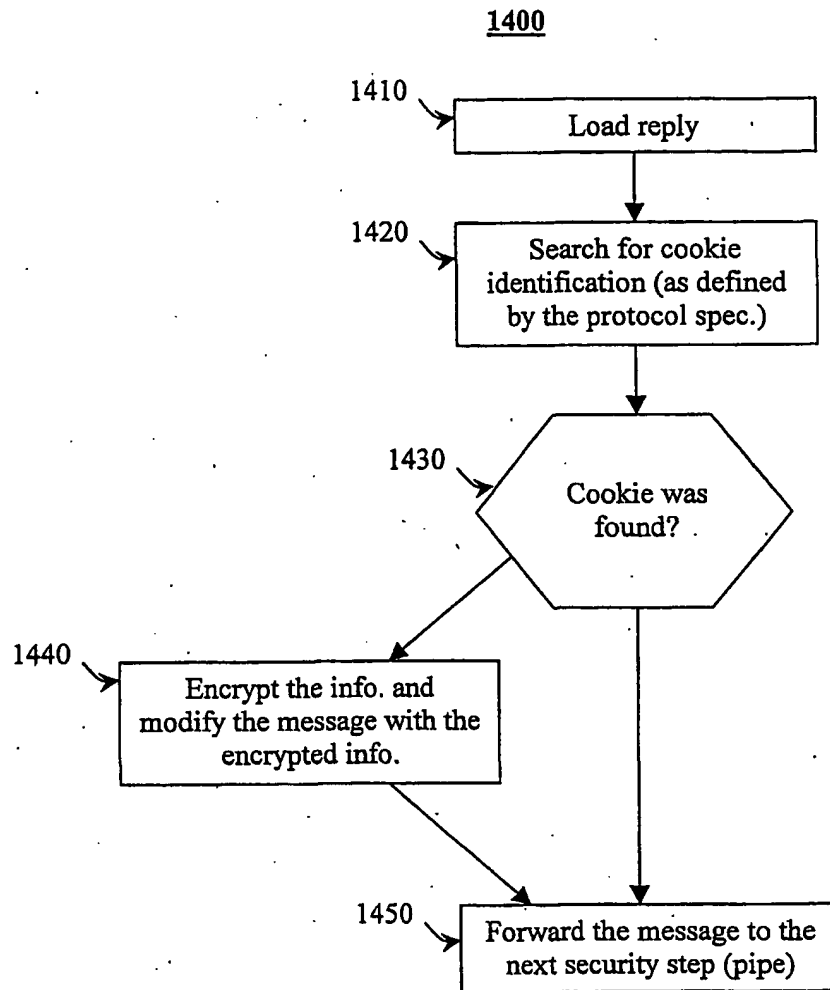 1400
1410
Load reply
1420
Search for cookie
identification (as defined
by the protocol spec.)
1430
Cookie was
found?
1440
Encrypt the info. and
modify the message with the
encrypted info.
1450
Forward the message to the
next security step (pipe)